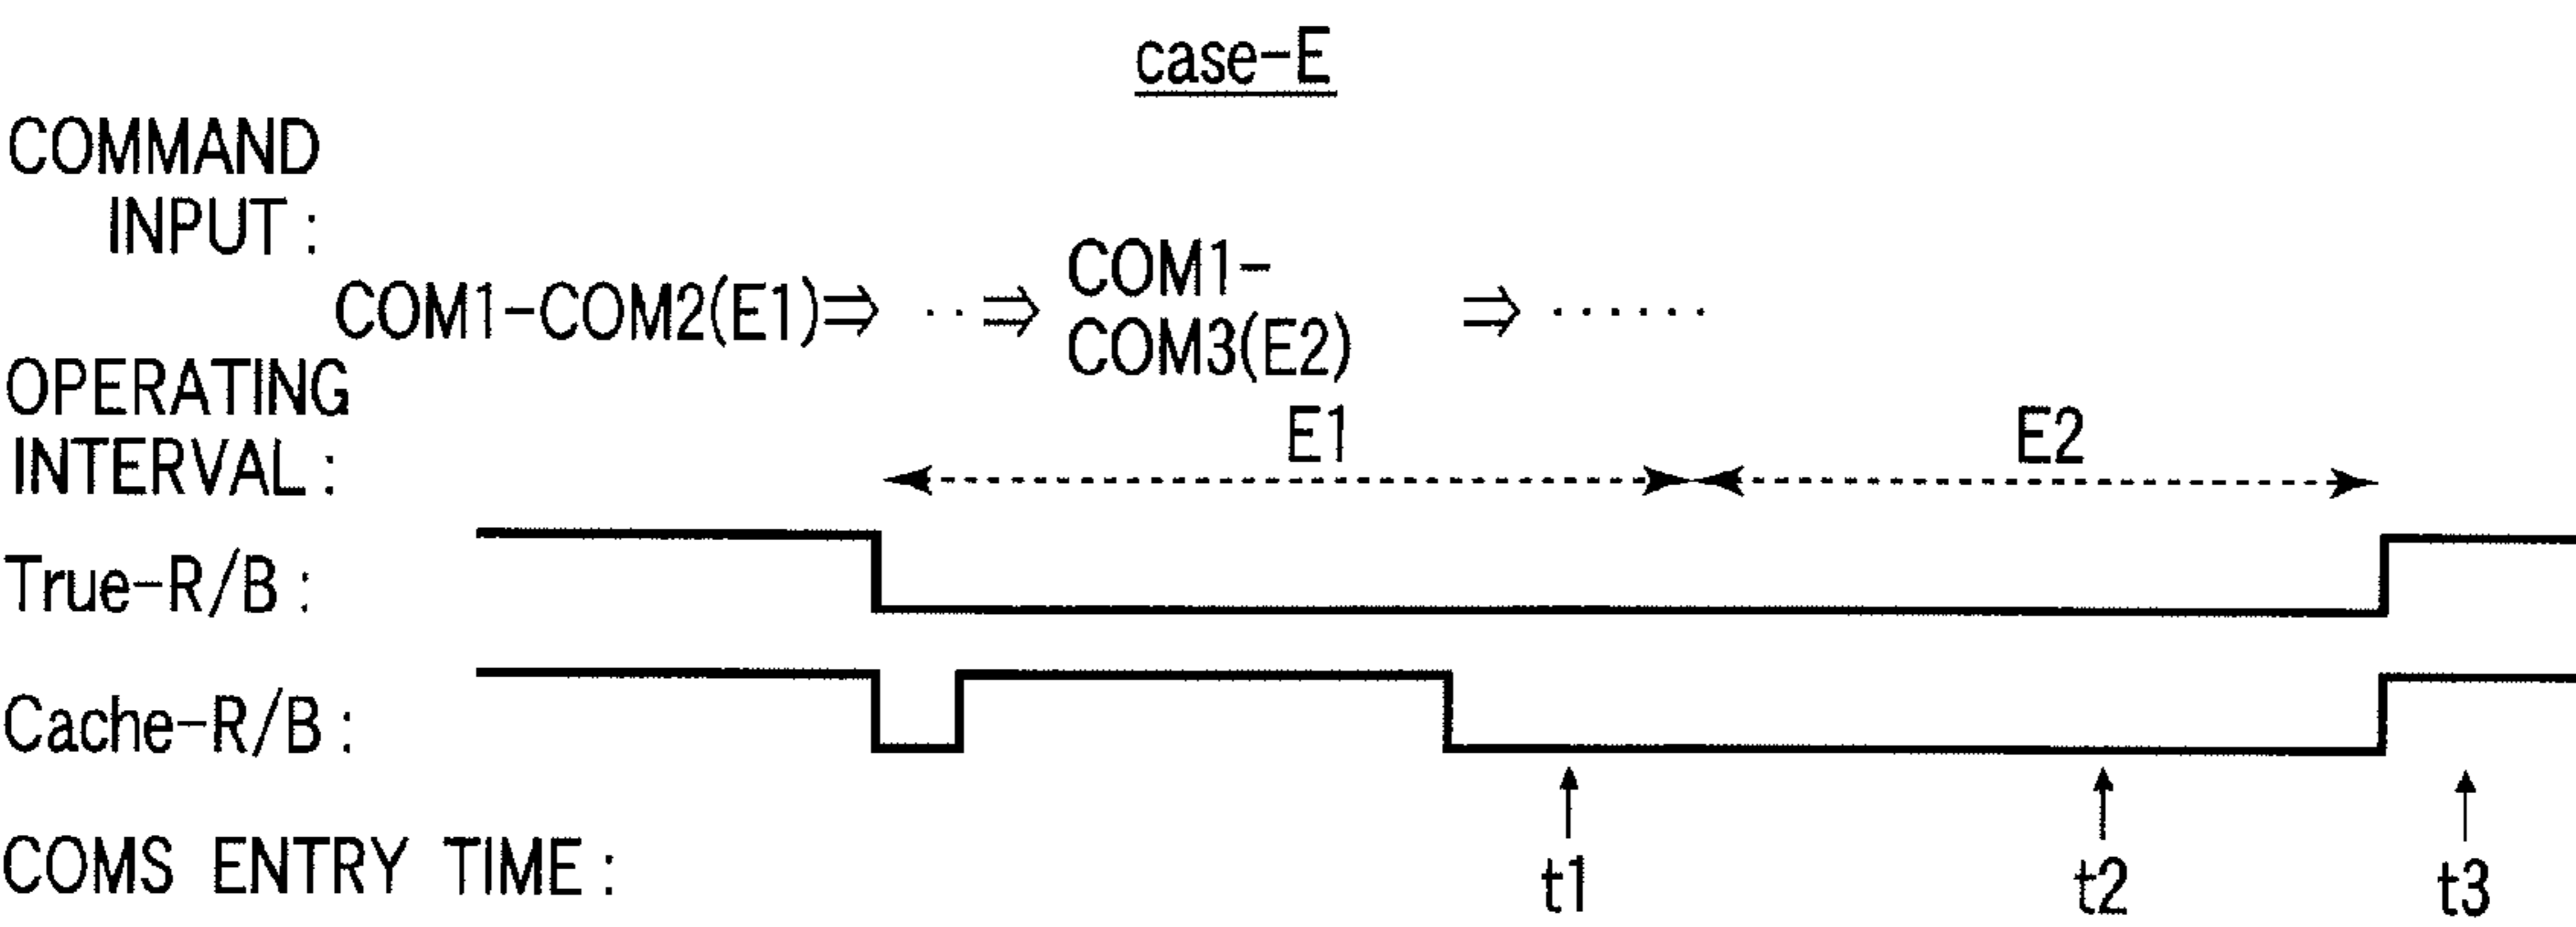 case-E
COMMAND
INPUT :
COM1-COM2(E1)⇒ ·· ⇒ COM1-
COM3(E2) ⇒ ······
OPERATING
INTERVAL :
E1
E2
True-R/B :
Cache-R/B :
COMS ENTRY TIME :
t1
t2
t3